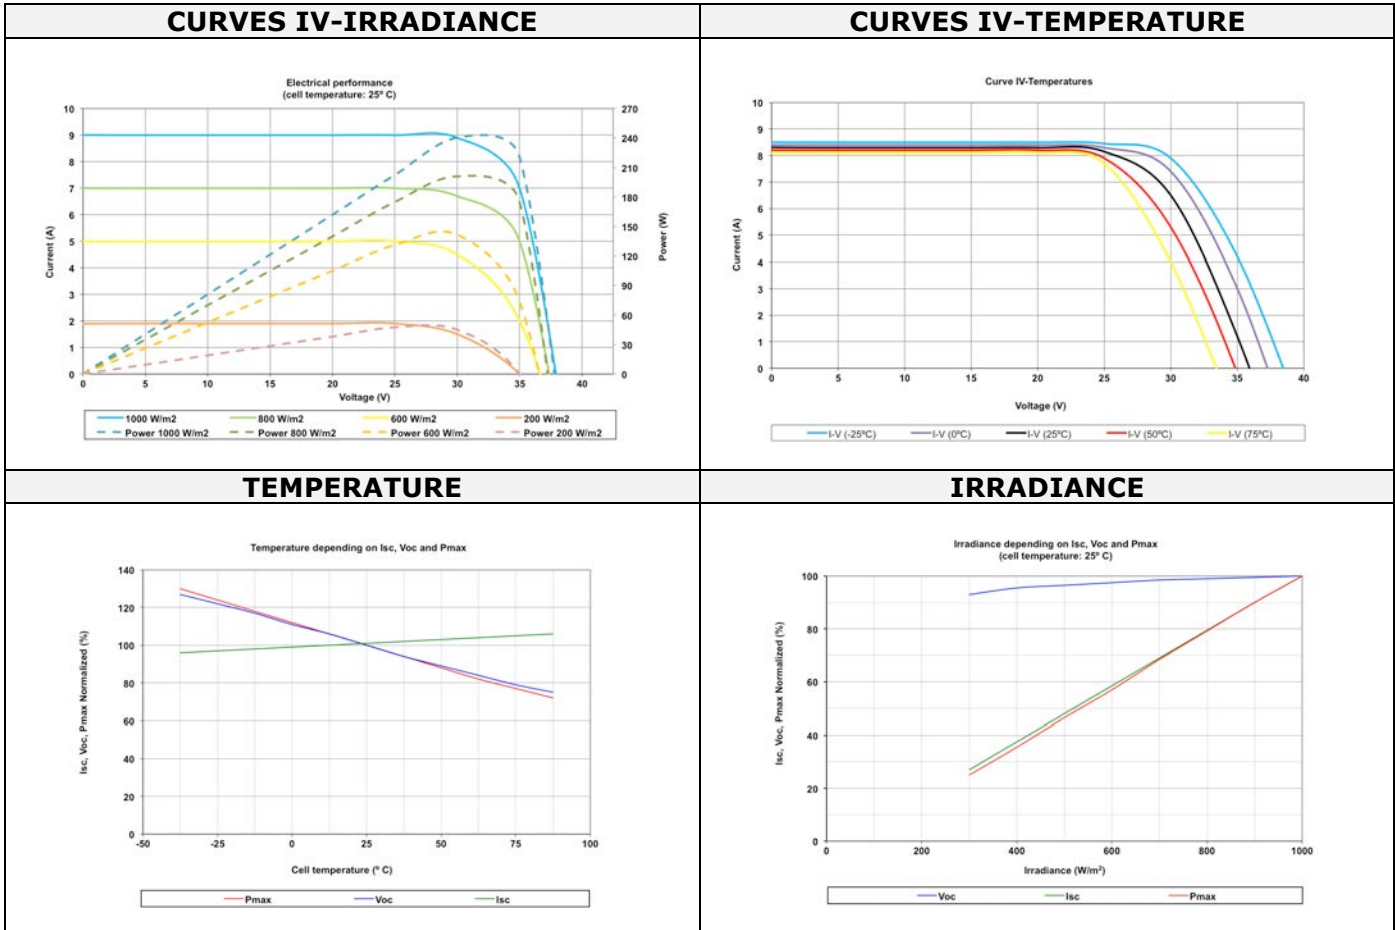 CURVES IV-IRRADIANCE
CURVES IV-TEMPERATURE
Electrical performance
(cell temperature: 25º C)
10
9
8
7
6
5
4
3
2
1
0
Current (A)
270
240
210
180
150
120
90
60
30
0
Power (W)
0
5
10
15
20
25
30
35
40
Voltage (V)
1000 W/m2
800 W/m2
600 W/m2
200 W/m2
Power 1000 W/m2
Power 800 W/m2
Power 600 W/m2
Power 200 W/m2
Curve IV-Temperatures
10
9
8
7
6
5
4
3
2
1
0
Current (A)
0
5
10
15
20
25
30
35
40
Voltage (V)
I-V (-25ºC)
I-V (0ºC)
I-V (25ºC)
I-V (50ºC)
I-V (75ºC)
TEMPERATURE
IRRADIANCE
Temperature depending on Isc, Voc and Pmax
140
120
100
80
60
40
20
0
Isc, Voc, Pmax Normalized (%)
-50
-25
0
25
50
75
100
Cell temperature (º C)
Pmax
Voc
Isc
Irradiance depending on Isc, Voc and Pmax
(cell temperature: 25º C)
100
80
60
40
20
0
Isc, Voc, Pmax Normalized (%)
0
200
400
600
800
1000
Irradiance (W/m²)
Voc
Isc
Pmax